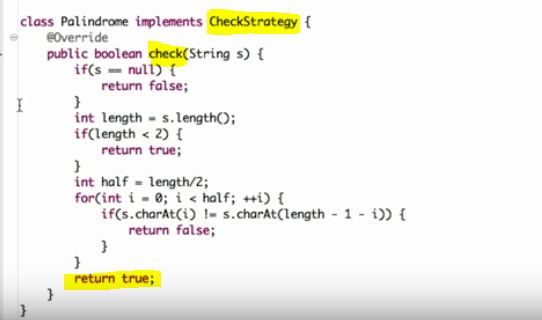 class Palindrome implements CheckStrategy {
@Override
public boolean check(String s) {
if(s == null) {
return false;
}
int length = s.length();
if(length < 2) {
return true;
}
int half = length/2;
for(int i = 0; i < half; ++i) {
if(s.charAt(i) != s.charAt(length - 1 - i)) {
return false;
}
}
return true;
}
}